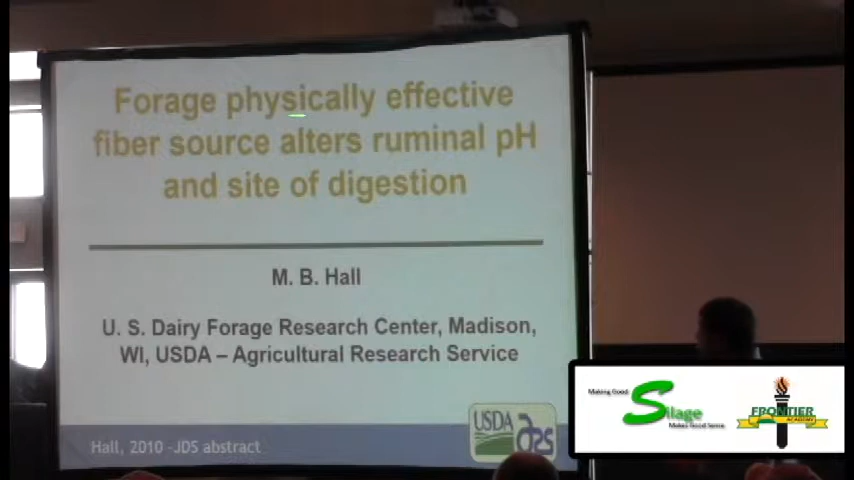 Forage physically effective
fiber source alters ruminal pH
and site of digestion
M. B. Hall
U. S. Dairy Forage Research Center, Madison,
WI, USDA – Agricultural Research Service
Hall, 2010 -JDS abstract
USDA
ARS
Making Good
Silage
Makes Good Sense
FRONTIER
ACADEMY